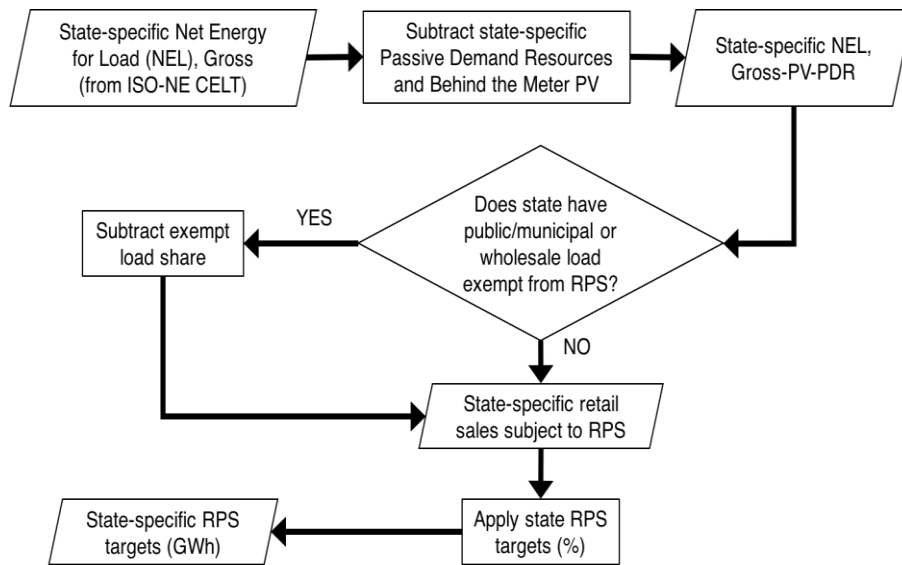 State-specific Net Energy
for Load (NEL), Gross
(from ISO-NE CELT)
Subtract state-specific
Passive Demand Resources
and Behind the Meter PV
State-specific NEL,
Gross-PV-PDR
Does state have
public/municipal or
wholesale load
exempt from RPS?
YES
Subtract exempt
load share
NO
State-specific retail
sales subject to RPS
Apply state RPS
targets (%)
State-specific RPS
targets (GWh)